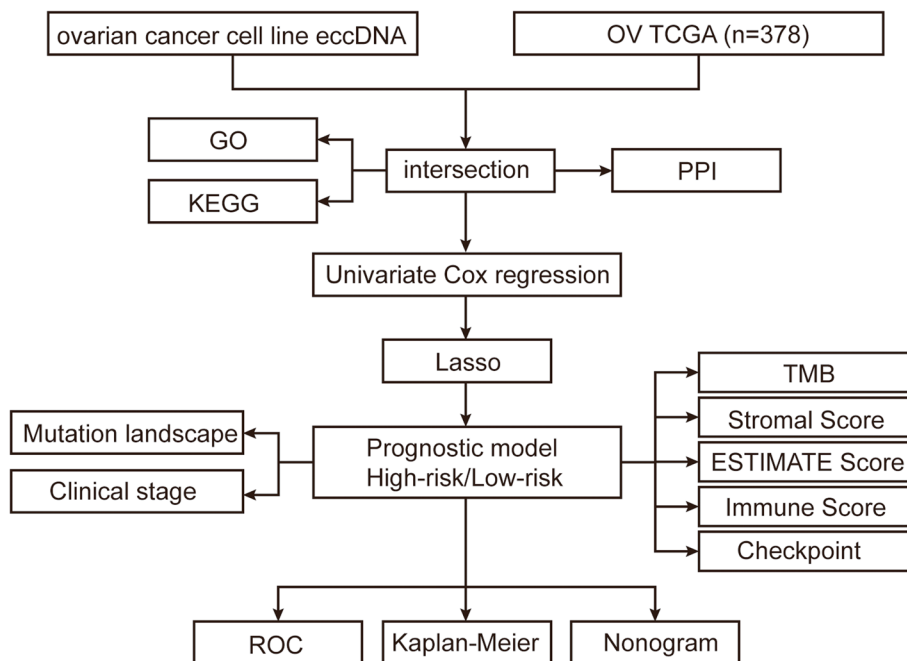 ovarian cancer cell line eccDNA
OV TCGA (n=378)
GO
intersection
PPI
KEGG
Univariate Cox regression
Lasso
TMB
Mutation landscape
Stromal Score
Prognostic model
High-risk/Low-risk
ESTIMATE Score
Clinical stage
Immune Score
Checkpoint
ROC
Kaplan-Meier
Nonogram